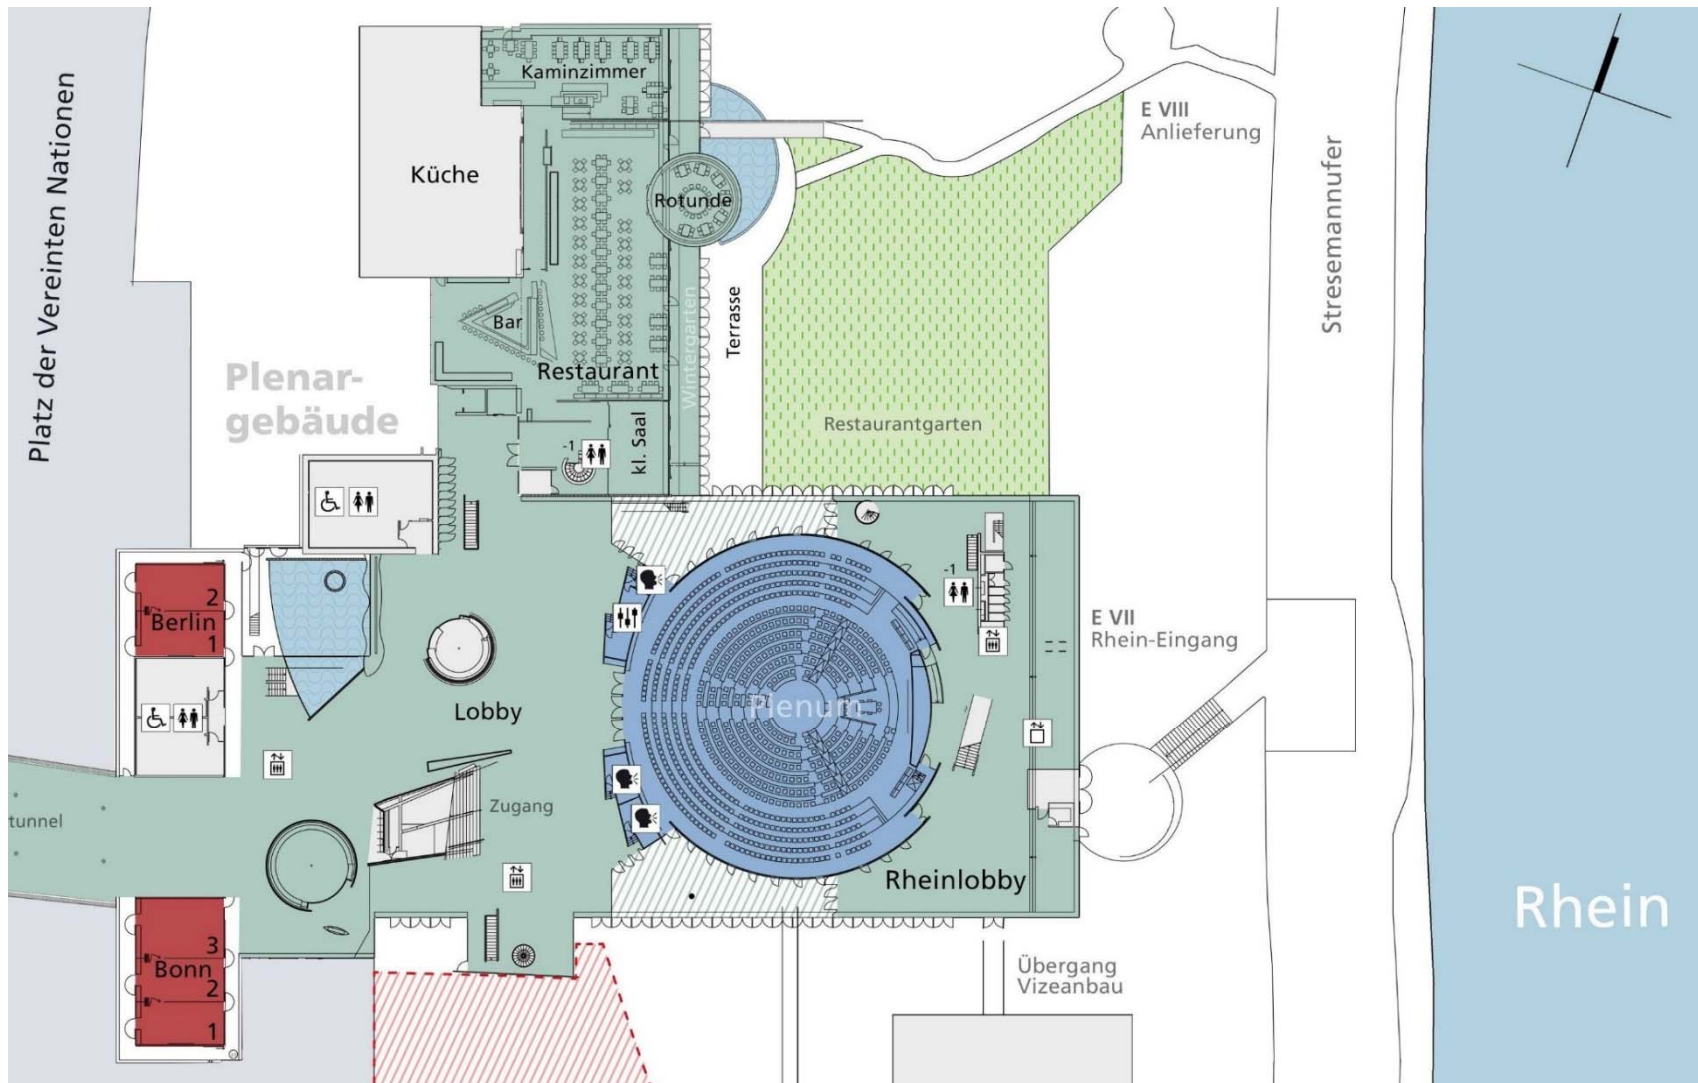 Platz der Vereinten Nationen
Kaminzimmer
Küche
Rotunde
Bar
Restaurant
Wintergarten
Terrasse
kl. Saal
-1
Restaurantgarten
E VIII
Anlieferung
Stresemannufer
Plenar-
gebäude
2
Berlin
1
Lobby
Plenum
-1
E VII
Rhein-Eingang
Zugang
tunnel
Rheinlobby
Rhein
3
Bonn
2
1
Übergang
Vizeanbau